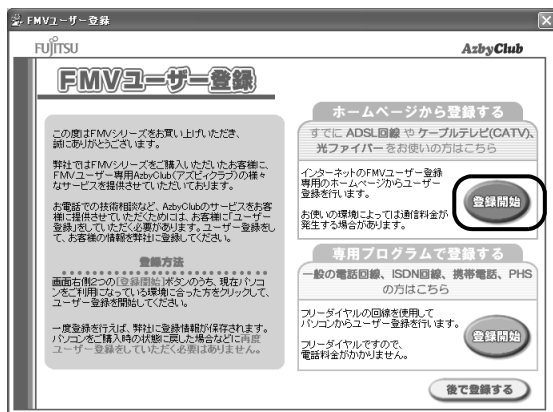 FMVユーザー登録
FUJITSU
AzbyClub
FMVユーザー登録
この度はFMVシリーズをお買い上げいただき、
誠にありがとうございます。
弊社ではFMVシリーズをご購入いただいたお客様に、
FMVユーザー専用AzbyClub(アズビィクラブ)の様々
なサービスを提供させていただいております。
お電話での技術相談など、AzbyClubのサービスをお客
様に提供させていただくためには、お客様に「ユーザー
登録」をしていただく必要があります。ユーザー登録をし
て、お客様の情報を弊社に登録してください。
登録方法
画面右側2つの[登録開始]ボタンのうち、現在パソコ
ンをご利用になっている環境に合った方をクリックして、
ユーザー登録を開始してください。
一度登録を行えば、弊社に登録情報が保存されます。
パソコンをご購入時の状態に戻した場合などに再度
ユーザー登録をしていただく必要はありません。
ホームページから登録する
すでに ADSL回線 や ケーブルテレビ(CATV)、
光ファイバー をお使いの方はこちら
インターネットのFMVユーザー登録
専用のホームページからユーザー
登録を行います。
お使いの環境によっては通信料金が
発生する場合があります。
登録開始
専用プログラムで登録する
一般の電話回線、ISDN回線、携帯電話、PHS
の方はこちら
フリーダイヤルの回線を使用して
パソコンからユーザー登録を行います。
フリーダイヤルですので、
電話料金がかかりません。
登録開始
後で登録する